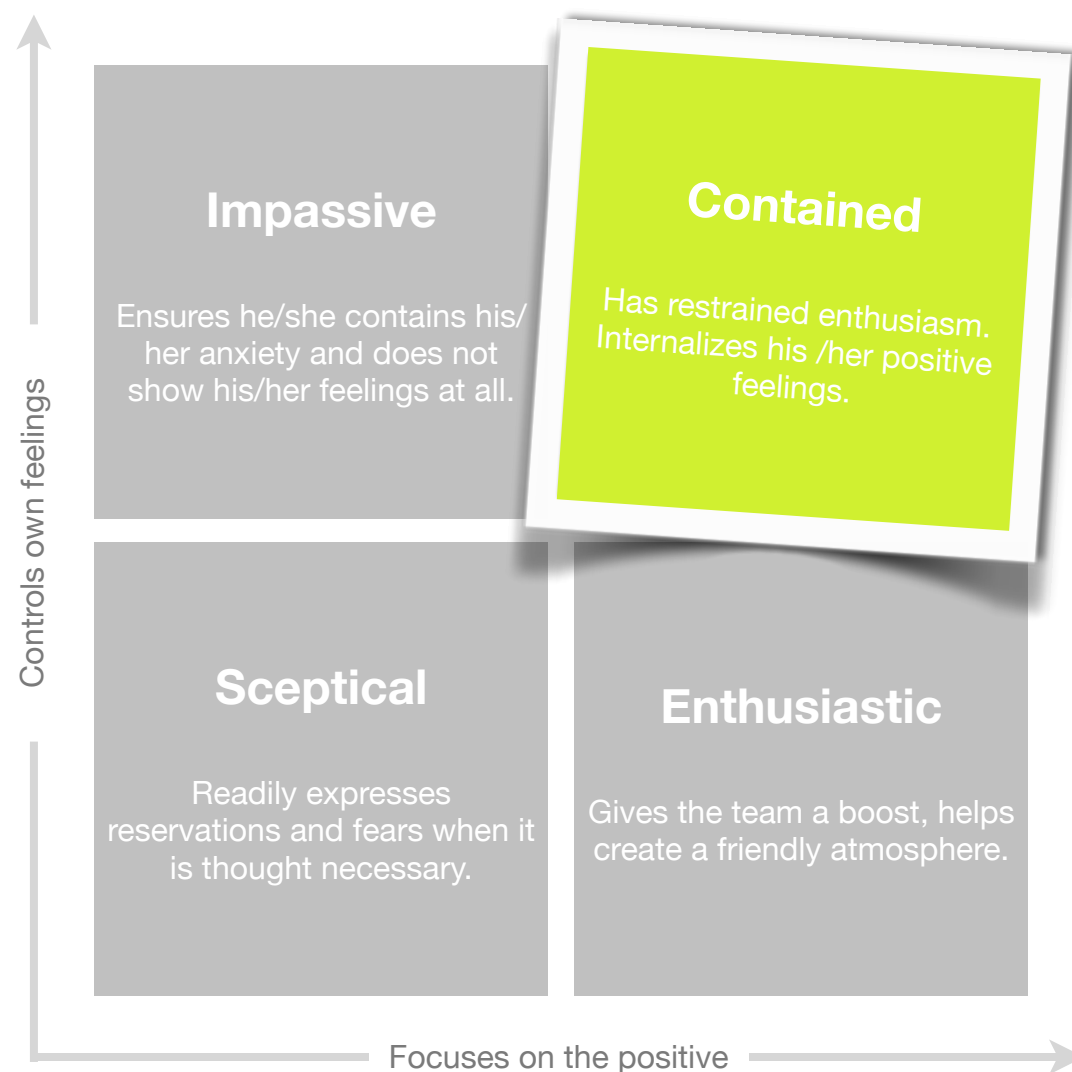 Controls own feelings
Impassive
Ensures he/she contains his/
her anxiety and does not
show his/her feelings at all.
Contained
Has restrained enthusiasm.
Internalizes his /her positive
feelings.
Sceptical
Readily expresses
reservations and fears when it
is thought necessary.
Enthusiastic
Gives the team a boost, helps
create a friendly atmosphere.
Focuses on the positive